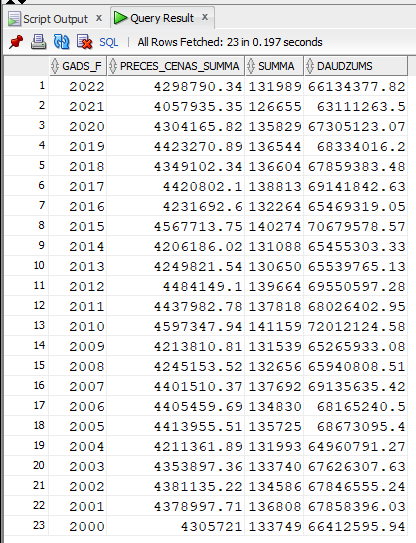 Script Output × Query Result ×
SQL | All Rows Fetched: 23 in 0.197 seconds
GADS_F PRECES_CENAS_SUMMA SUMMA DAUDZUMS
1 2022 4298790.34 131989 66134377.82
2 2021 4057935.35 126655 63111263.5
3 2020 4304165.82 135829 67305123.07
4 2019 4423270.89 136544 68334016.2
5 2018 4349102.34 136604 67859383.48
6 2017 4420802.1 138813 69141842.63
7 2016 4231692.6 132264 65469319.05
8 2015 4567713.75 140274 70679578.57
9 2014 4206186.02 131088 65455303.33
10 2013 4249821.54 130650 65539765.13
11 2012 4484149.1 139664 69550597.28
12 2011 4437982.78 137818 68026402.95
13 2010 4597347.94 141159 72012124.58
14 2009 4213810.81 131539 65265933.08
15 2008 4245153.52 132656 65940808.51
16 2007 4401510.37 137692 69135635.42
17 2006 4405459.69 134830 68165240.5
18 2005 4413955.51 135725 68673095.4
19 2004 4211361.89 131993 64960791.27
20 2003 4353897.36 133740 67626307.63
21 2002 4381135.22 134586 67846555.24
22 2001 4378997.71 136808 67858396.03
23 2000 4305721 133749 66412595.94